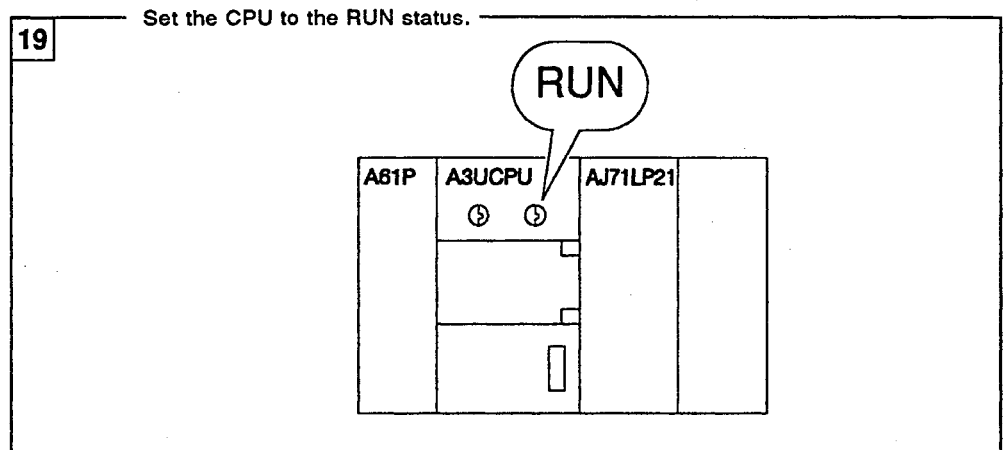 Set the CPU to the RUN status.
19
RUN
A61P A3UCPU AJ71LP21